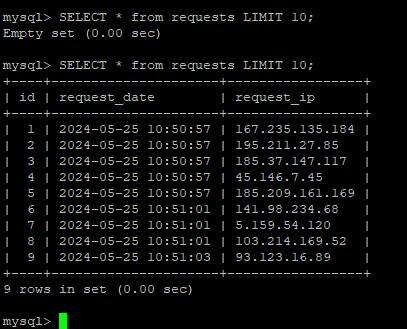 mysql> SELECT * from requests LIMIT 10;
Empty set (0.00 sec)
mysql> SELECT * from requests LIMIT 10;
+----+---------------------+-----------------+
| id | request_date        | request_ip      |
+----+---------------------+-----------------+
|  1 | 2024-05-25 10:50:57 | 167.235.135.184 |
|  2 | 2024-05-25 10:50:57 | 195.211.27.85   |
|  3 | 2024-05-25 10:50:57 | 185.37.147.117  |
|  4 | 2024-05-25 10:50:57 | 45.146.7.45     |
|  5 | 2024-05-25 10:50:57 | 185.209.161.169 |
|  6 | 2024-05-25 10:51:01 | 141.98.234.68   |
|  7 | 2024-05-25 10:51:01 | 5.159.54.120    |
|  8 | 2024-05-25 10:51:01 | 103.214.169.52  |
|  9 | 2024-05-25 10:51:03 | 93.123.16.89    |
+----+---------------------+-----------------+
9 rows in set (0.00 sec)
mysql>